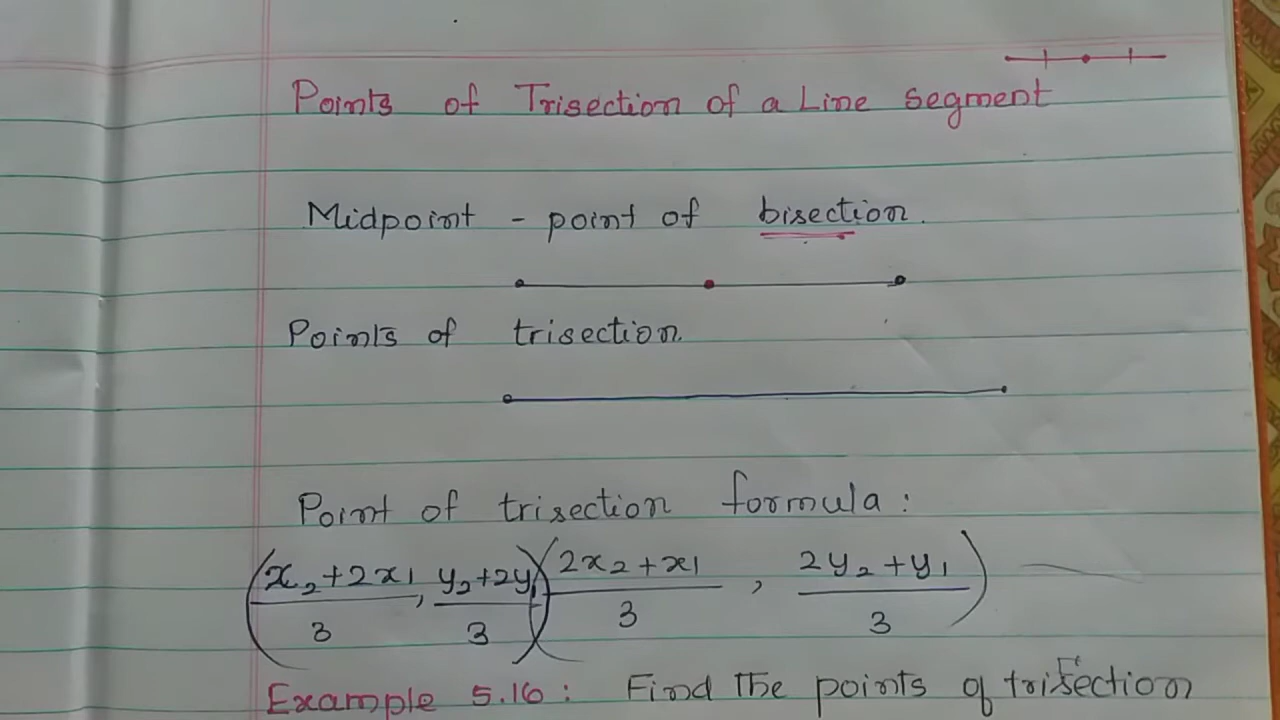 Points of Trisection of a Line segment
Midpoint - point of bisection.
Points of trisection.
Point of trisection formula:
(x₂+2x₁/3, y₂+2y₁/3)(2x₂+x₁/3, 2y₂+y₁/3)
Example 5.16: Find the points of trisection